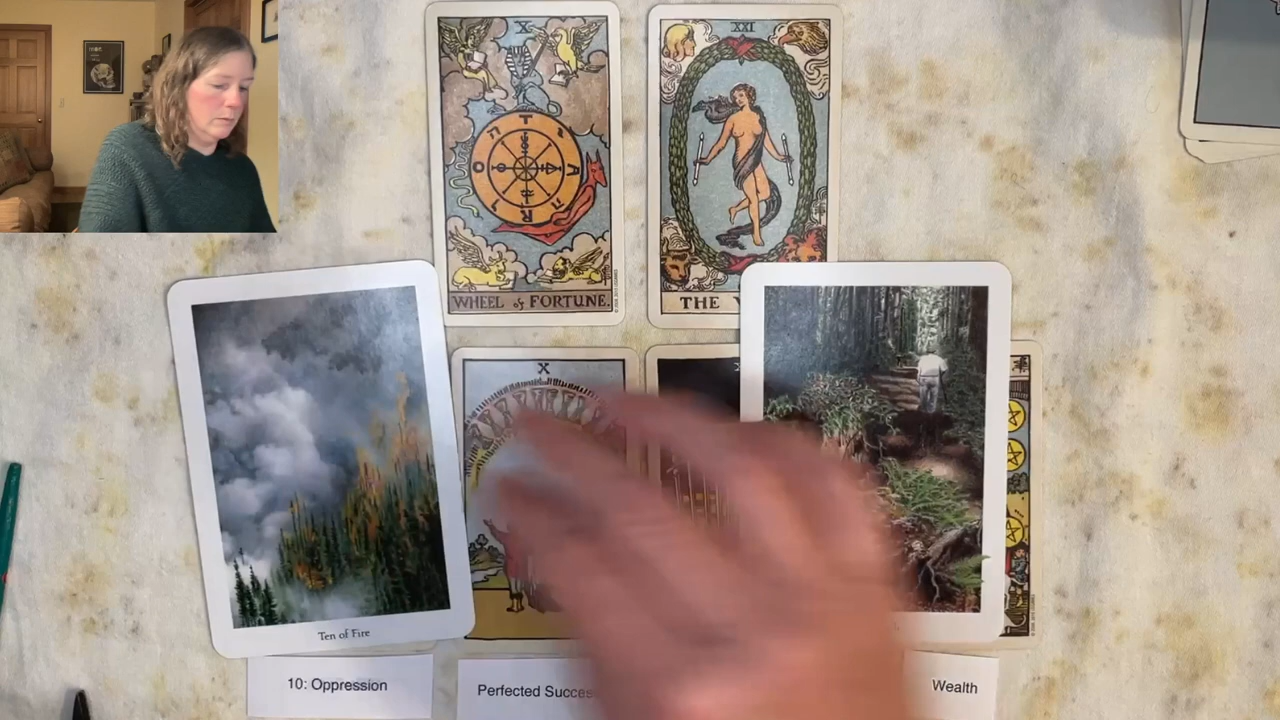 X
XXI
WHEEL of FORTUNE.
THE
X
Ten of Fire
10: Oppression
Perfected Succes
Wealth